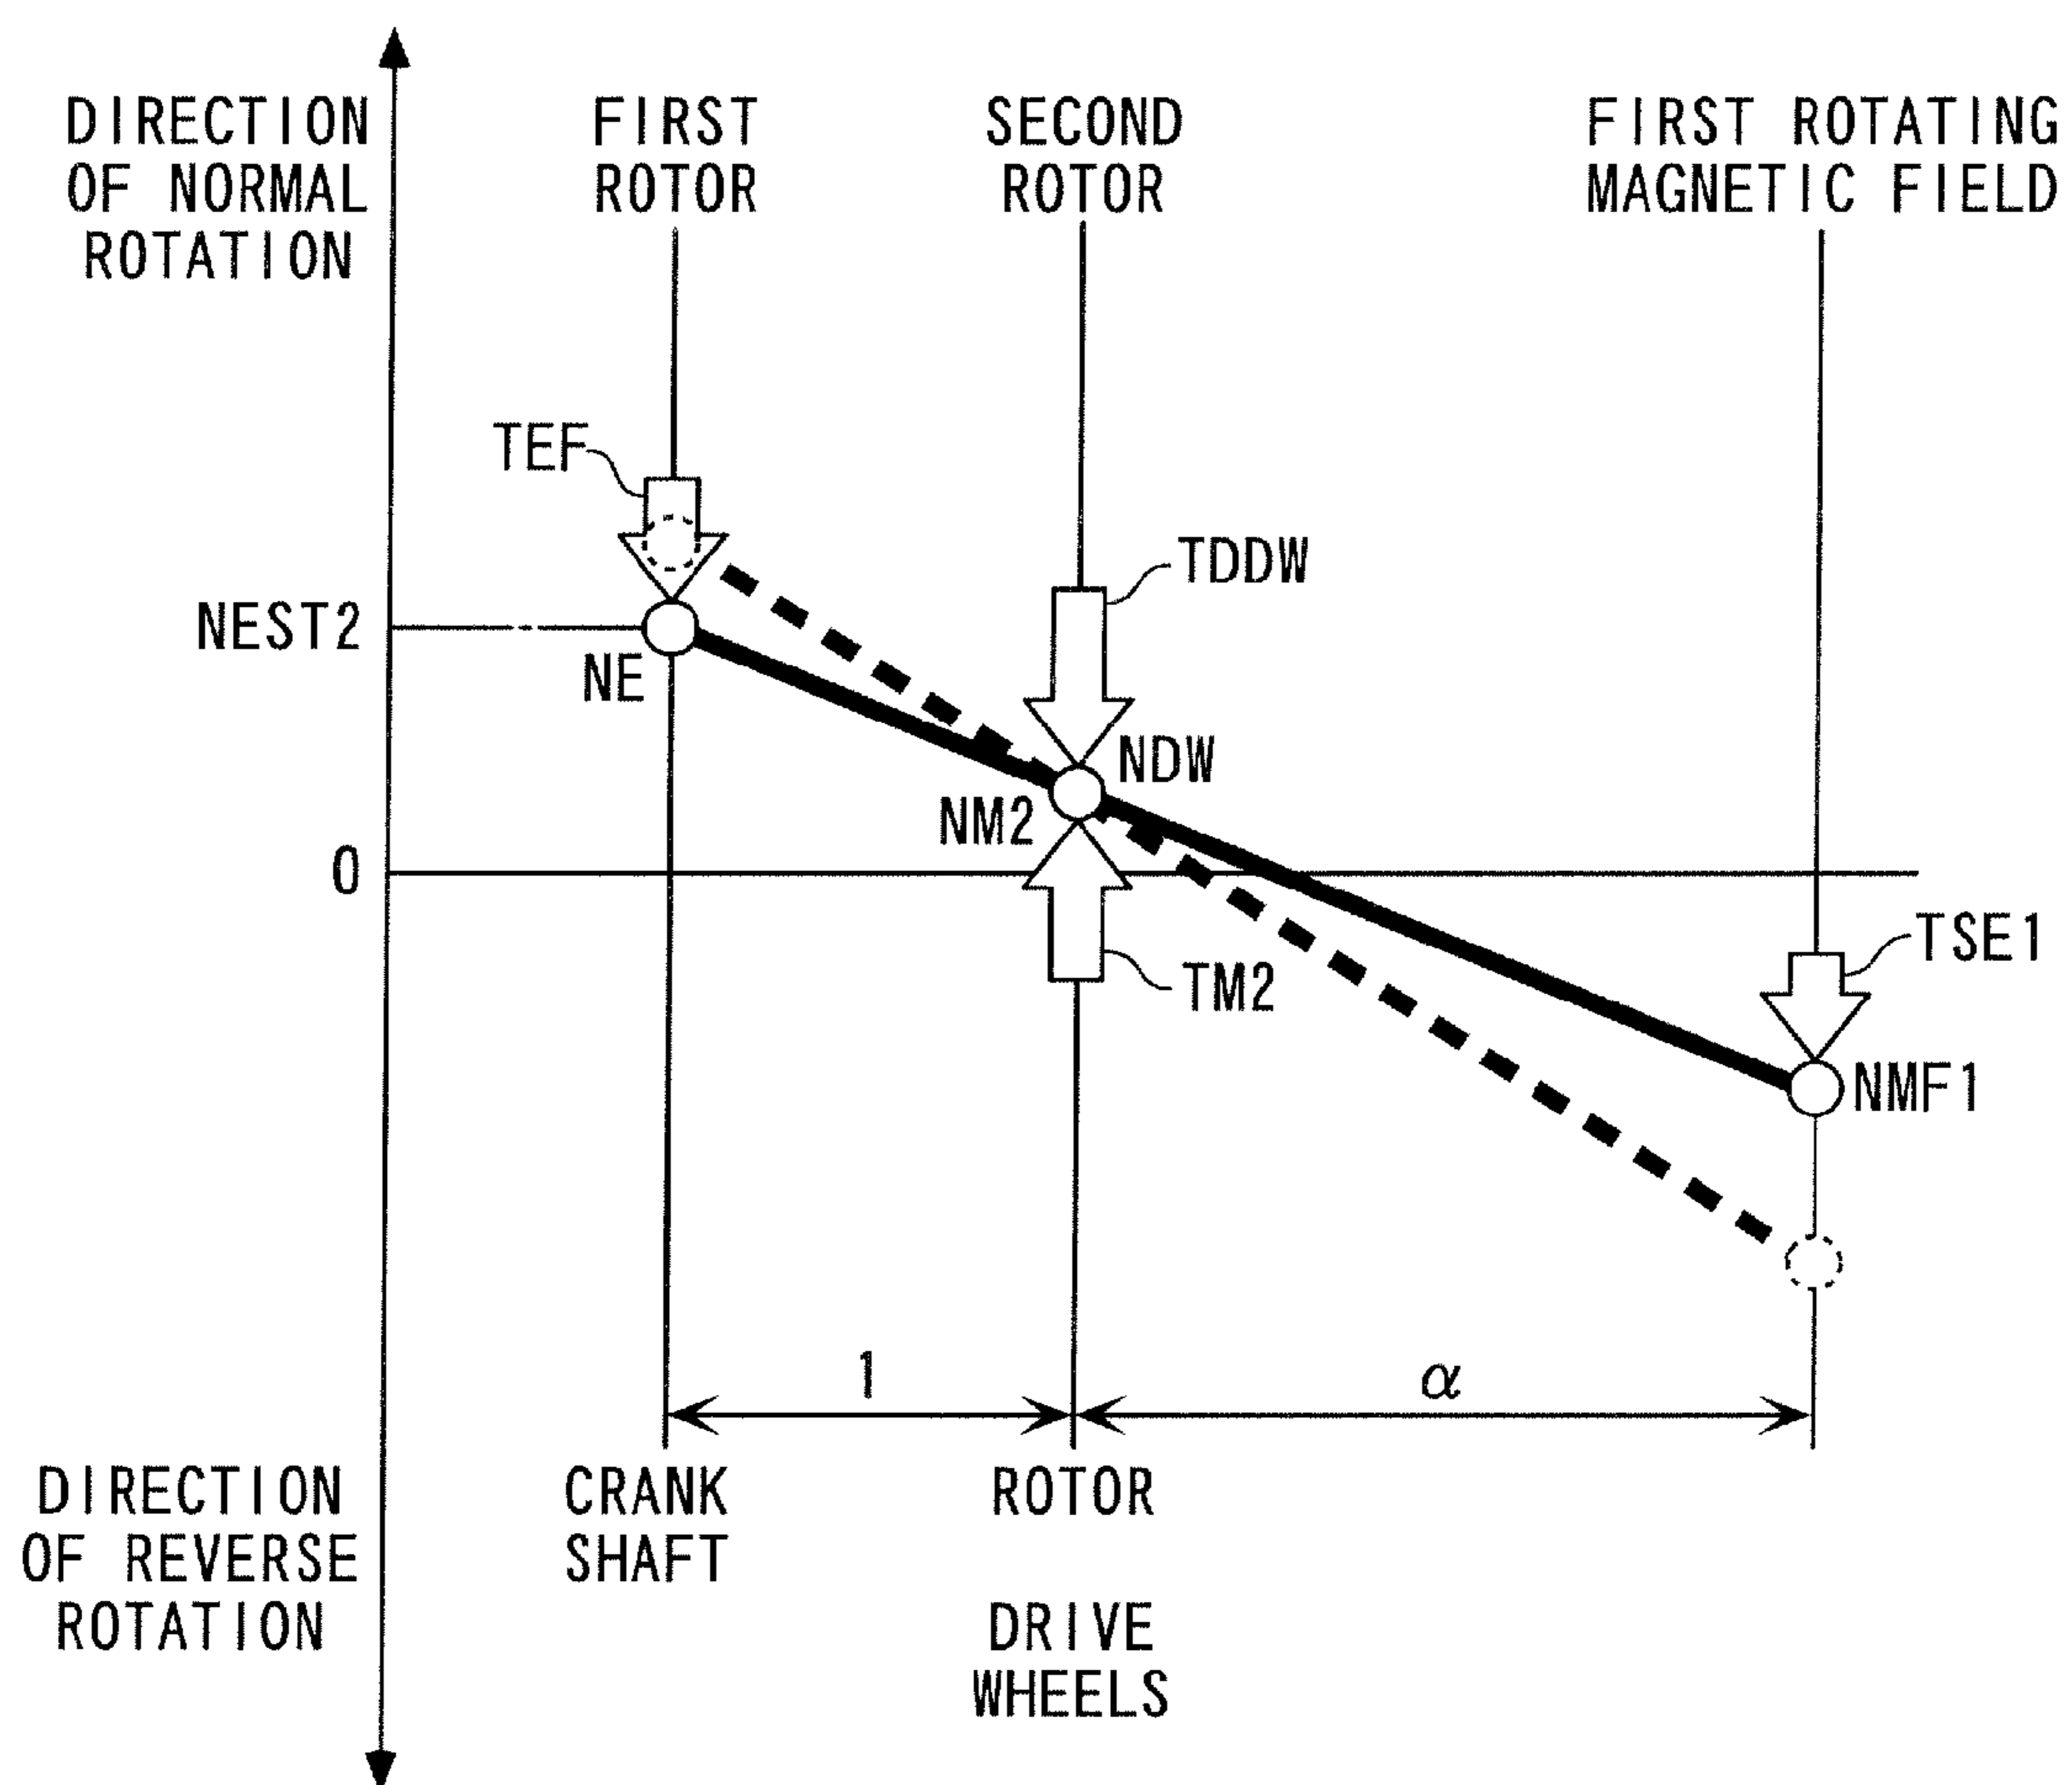 DIRECTION
OF NORMAL
ROTATION
FIRST
ROTOR
SECOND
ROTOR
FIRST ROTATING
MAGNETIC FIELD
TEF
TDDW
NEST2
NE
NDW
NM2
0
TSE1
TM2
NMF1
1
α
DIRECTION
OF REVERSE
ROTATION
CRANK
SHAFT
ROTOR
DRIVE
WHEELS